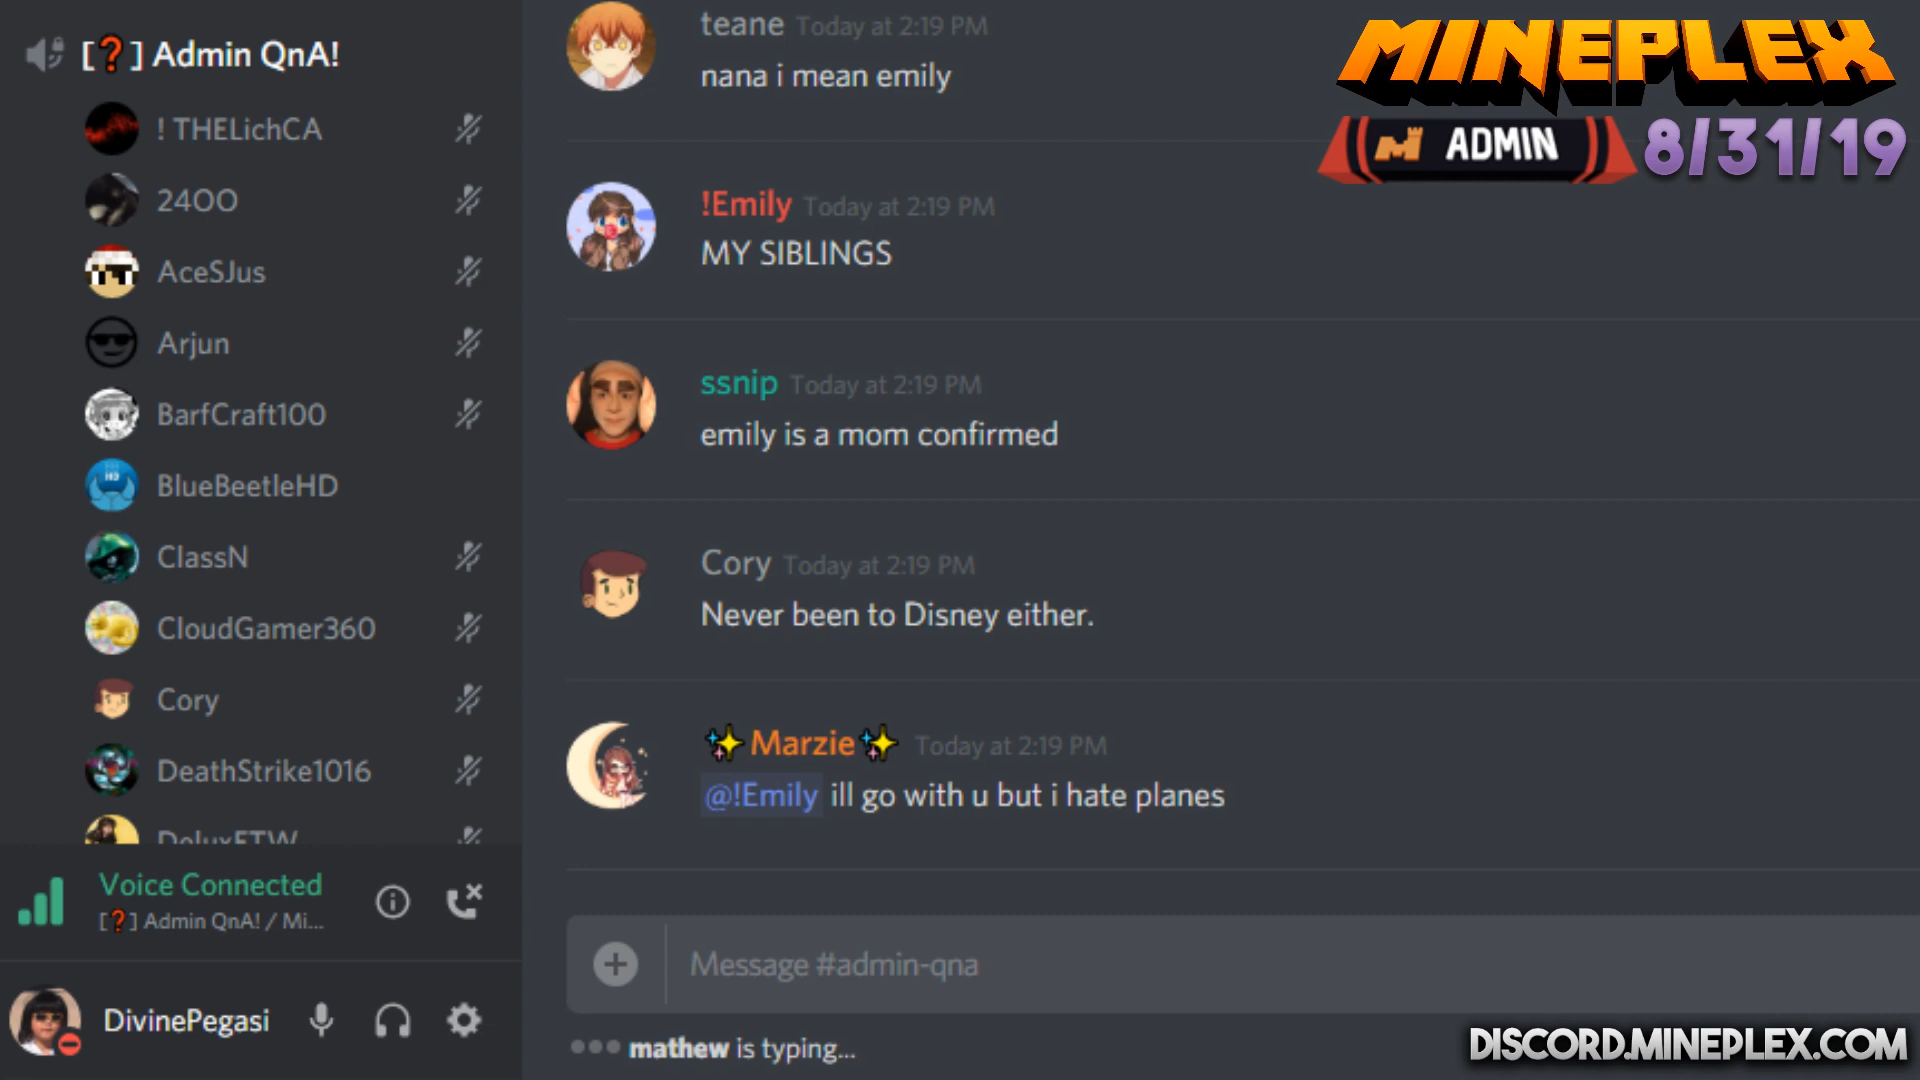 [❓] Admin QnA!
! THELichCA
24OO
AceSJus
Arjun
BarfCraft100
BlueBeetleHD
ClassN
CloudGamer360
Cory
DeathStrike1016
DeluxFTW
Voice Connected
[❓] Admin QnA! / Mi...
DivinePegasi
teane Today at 2:19 PM
nana i mean emily
!Emily Today at 2:19 PM
MY SIBLINGS
ssnip Today at 2:19 PM
emily is a mom confirmed
Cory Today at 2:19 PM
Never been to Disney either.
✨Marzie✨ Today at 2:19 PM
@!Emily ill go with u but i hate planes
Message #admin-qna
mathew is typing...
MINEPLEX
ADMIN 8/31/19
DISCORD.MINEPLEX.COM